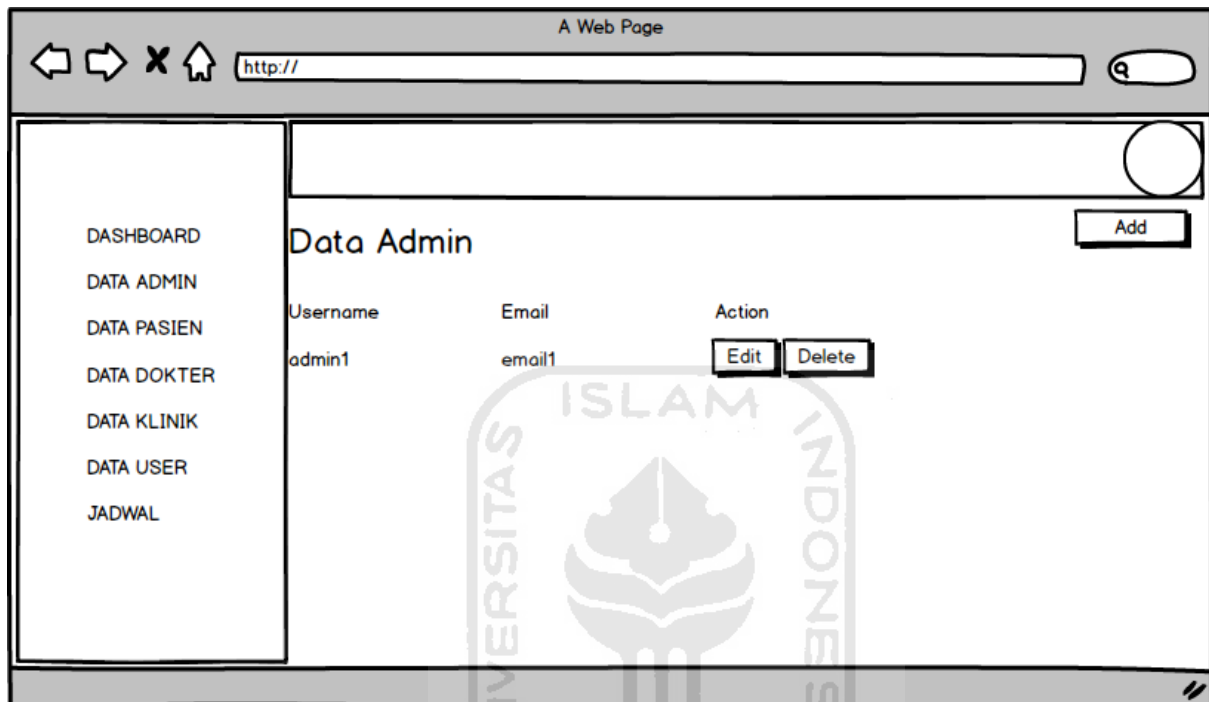 A Web Page
http://
DASHBOARD
DATA ADMIN
DATA PASIEN
DATA DOKTER
DATA KLINIK
DATA USER
JADWAL
Data Admin
Add
Username Email Action
admin1 email1 Edit Delete
ISLAM